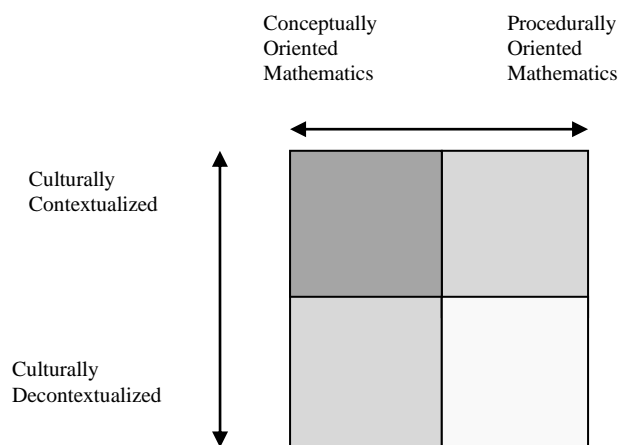 Conceptually
Oriented
Mathematics
Procedurally
Oriented
Mathematics
Culturally
Contextualized
Culturally
Decontextualized